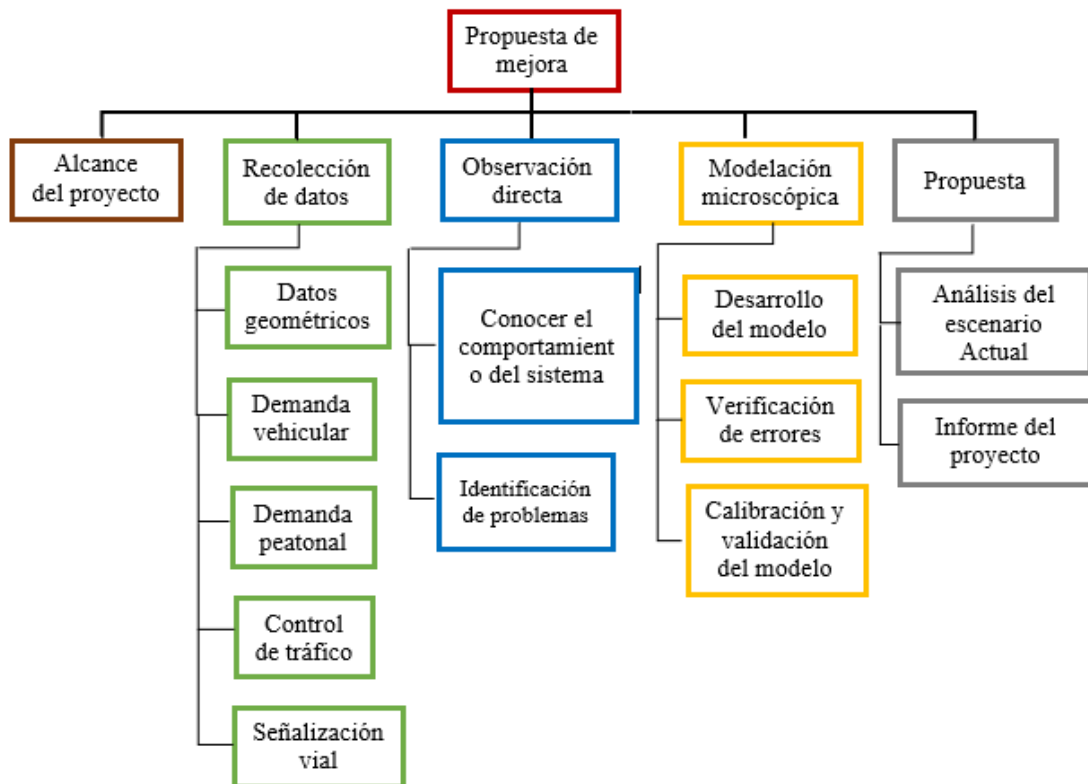 Propuesta de
mejora
Alcance
del proyecto
Recolección
de datos
Observación
directa
Modelación
microscópica
Propuesta
Datos
geométricos
Demanda
vehicular
Demanda
peatonal
Control
de tráfico
Señalización
vial
Conocer el
comportamient
o del sistema
Identificación
de problemas
Desarrollo
del modelo
Verificación
de errores
Calibración y
validación
del modelo
Análisis del
escenario
Actual
Informe del
proyecto